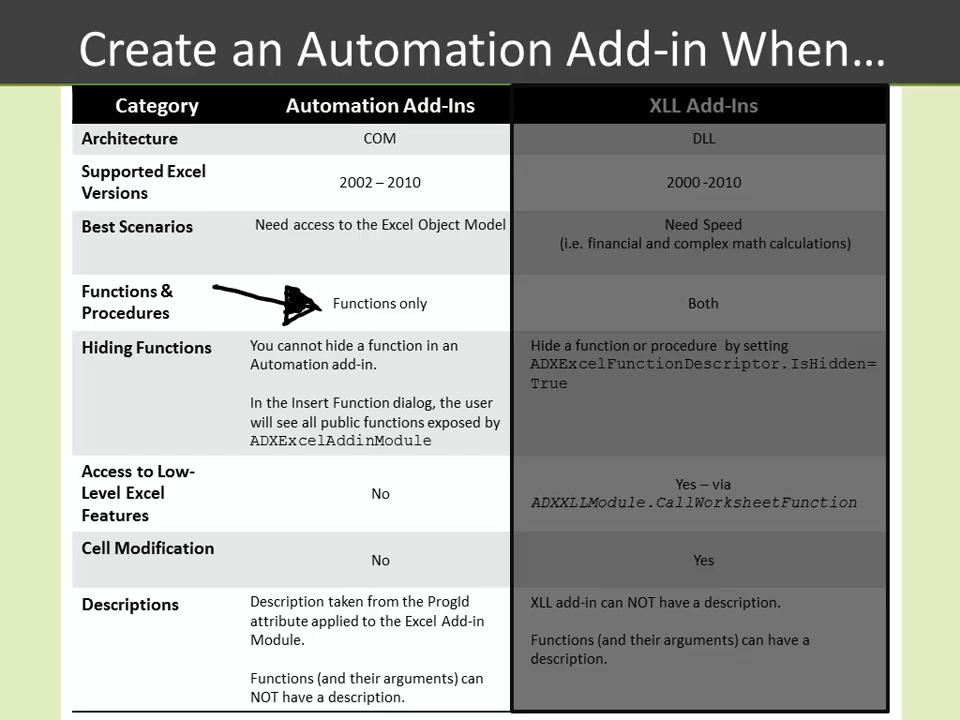 Create an Automation Add-in When…
Category Automation Add-Ins XLL Add-Ins
Architecture COM DLL
Supported Excel
Versions 2002 – 2010 2000 -2010
Best Scenarios Need access to the Excel Object Model Need Speed
(i.e. financial and complex math calculations)
Functions &
Procedures Functions only Both
Hiding Functions You cannot hide a function in an
Automation add-in.
In the Insert Function dialog, the user
will see all public functions exposed by
ADXExcelAddinModule
Hide a function or procedure by setting
ADXExcelFunctionDescriptor.IsHidden=
True
Access to Low-
Level Excel
Features
No
Yes – via
ADXXLLModule.CallWorksheetFunction
Cell Modification No Yes
Descriptions Description taken from the ProgId
attribute applied to the Excel Add-in
Module.
Functions (and their arguments) can
NOT have a description.
XLL add-in can NOT have a description.
Functions (and their arguments) can have a
description.